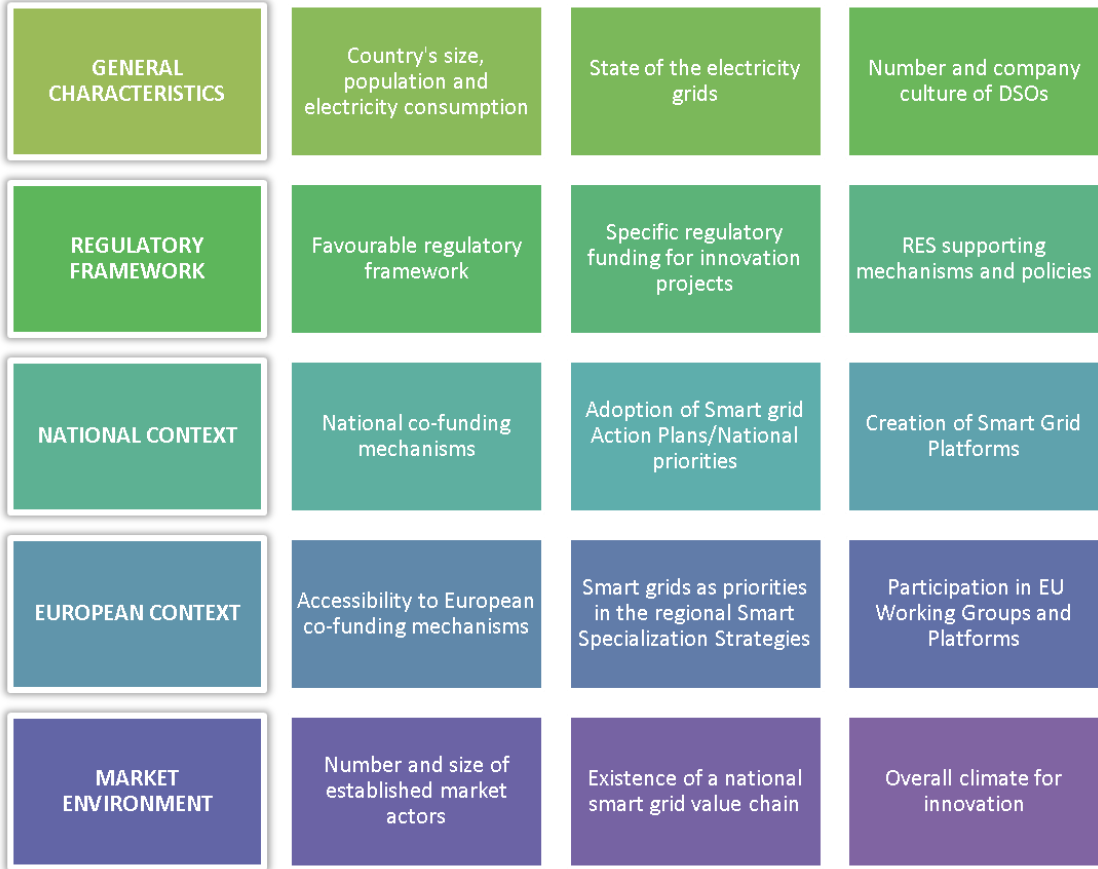 GENERAL
CHARACTERISTICS
Country's size,
population and
electricity consumption
State of the electricity
grids
Number and company
culture of DSOs
REGULATORY
FRAMEWORK
Favourable regulatory
framework
Specific regulatory
funding for innovation
projects
RES supporting
mechanisms and policies
NATIONAL CONTEXT
National co-funding
mechanisms
Adoption of Smart grid
Action Plans/National
priorities
Creation of Smart Grid
Platforms
EUROPEAN CONTEXT
Accessibility to European
co-funding mechanisms
Smart grids as priorities
in the regional Smart
Specialization Strategies
Participation in EU
Working Groups and
Platforms
MARKET
ENVIRONMENT
Number and size of
established market
actors
Existence of a national
smart grid value chain
Overall climate for
innovation